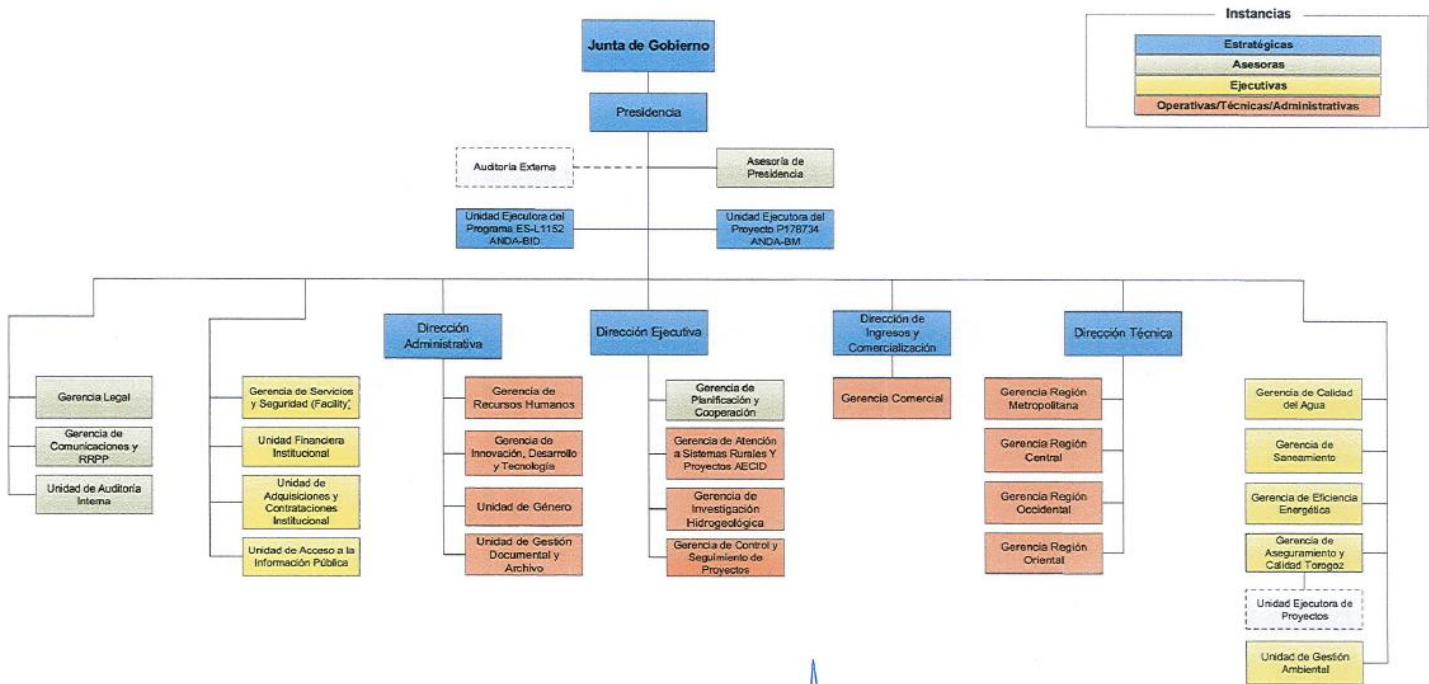 Instancias
Estratégicas
Asesoras
Ejecutivas
Operativas/Técnicas/Administrativas
Junta de Gobierno
Presidencia
Auditoría Externa
Asesoría de
Presidencia
Unidad Ejecutora del
Programa ES-L1152
ANDA-BID
Unidad Ejecutora del
Proyecto P178734
ANDA-BM
Dirección
Administrativa
Dirección Ejecutiva
Dirección de
Ingresos y
Comercialización
Dirección Técnica
Gerencia Legal
Gerencia de
Comunicaciones y
RRPP
Unidad de Auditoría
Interna
Gerencia de Servicios
y Seguridad (Facility)
Unidad Financiera
Institucional
Unidad de
Adquisiciones y
Contrataciones
Institucional
Unidad de Acceso a la
Información Pública
Gerencia de
Recursos Humanos
Gerencia de
Innovación, Desarrollo
y Tecnología
Unidad de Género
Unidad de Gestión
Documental y
Archivo
Gerencia de
Planificación y
Cooperación
Gerencia de Atención
a Sistemas Rurales Y
Proyectos AECID
Gerencia de
Investigación
Hidrogeológica
Gerencia de Control y
Seguimiento de
Proyectos
Gerencia Comercial
Gerencia Región
Metropolitana
Gerencia Región
Central
Gerencia Región
Occidental
Gerencia Región
Oriental
Gerencia de Calidad
del Agua
Gerencia de
Saneamiento
Gerencia de Eficiencia
Energética
Gerencia de
Aseguramiento y
Calidad Torogoz
Unidad Ejecutora de
Proyectos
Unidad de Gestión
Ambiental